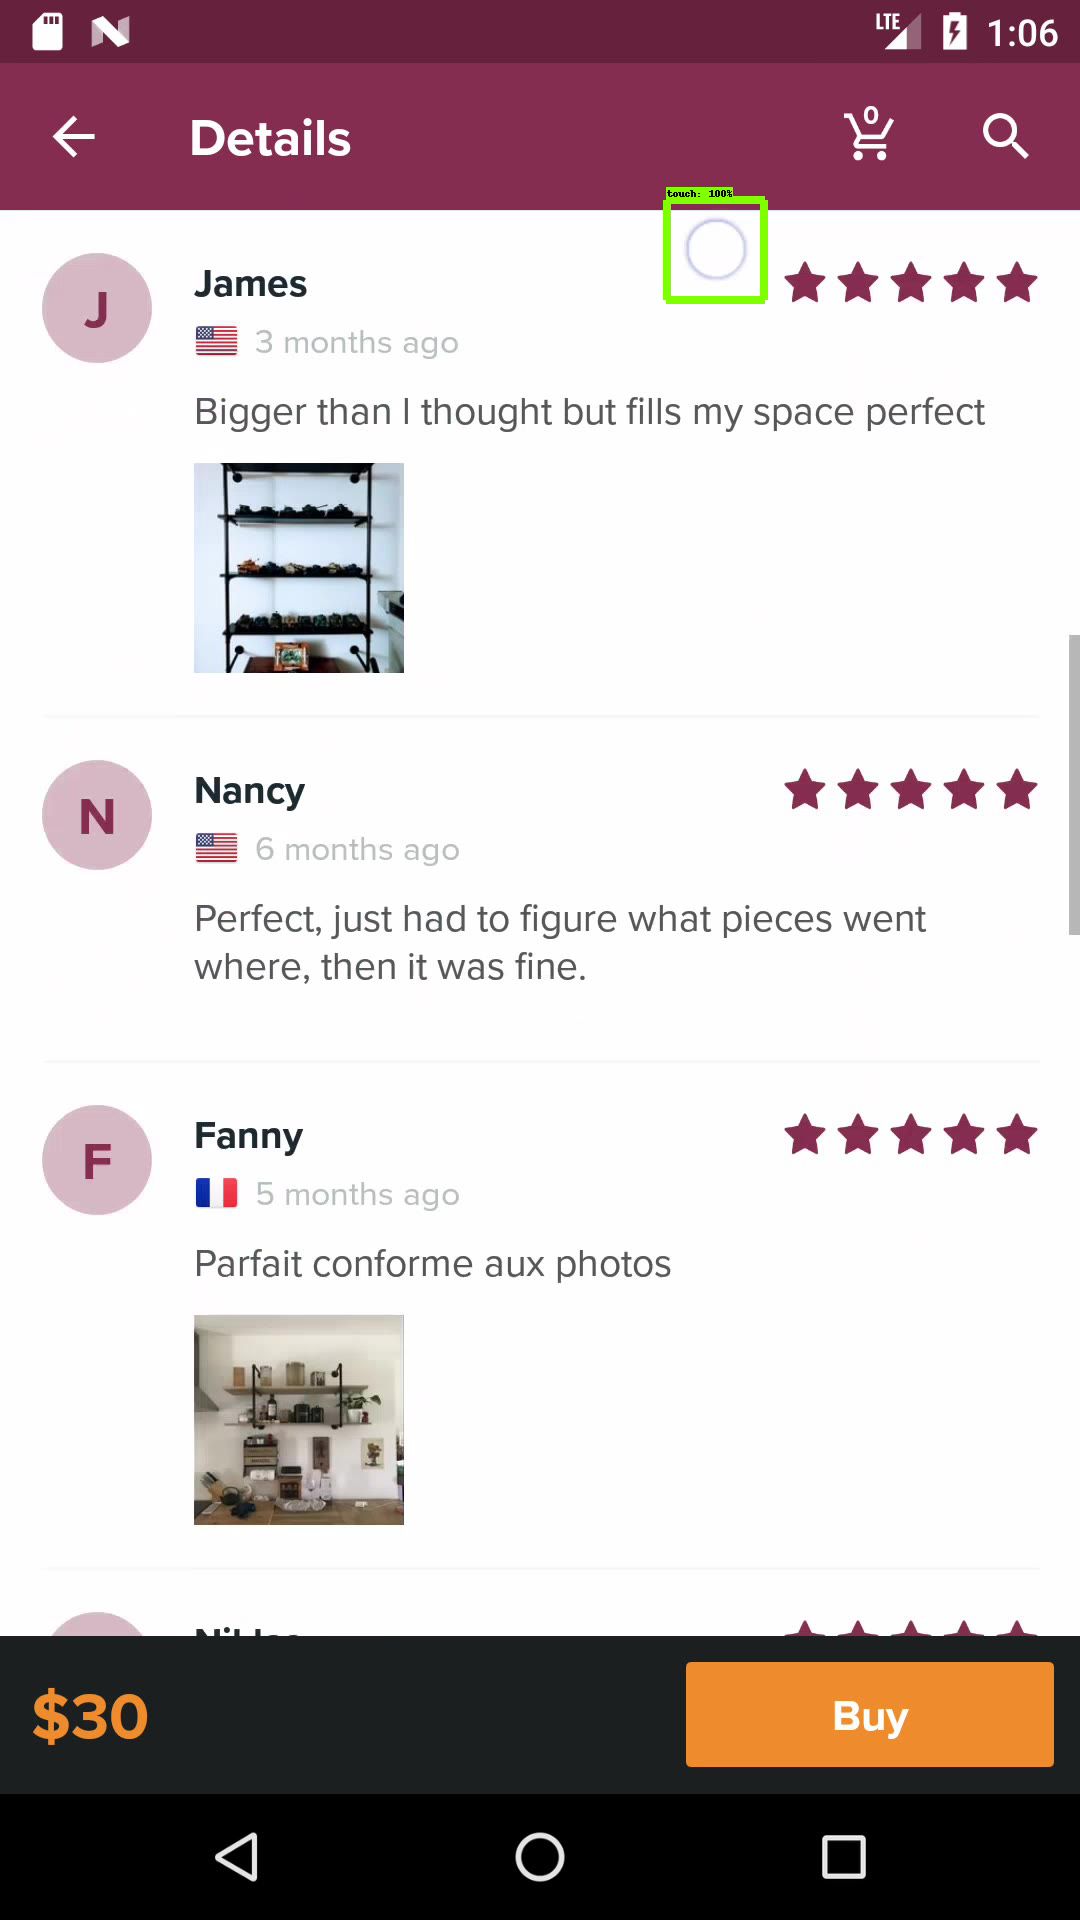 LTE
1:06
Details
0
touch: 100%
J
James
3 months ago
Bigger than I thought but fills my space perfect
N
Nancy
6 months ago
Perfect, just had to figure what pieces went
where, then it was fine.
F
Fanny
5 months ago
Parfait conforme aux photos
$30
Buy